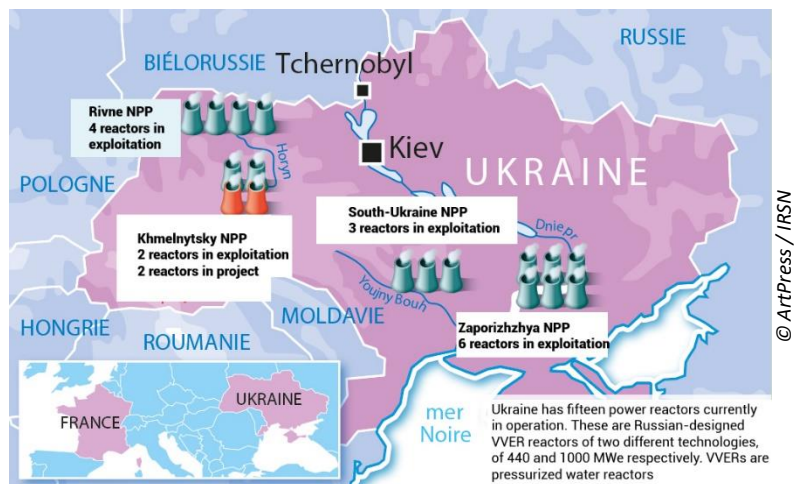 RUSSIE
BIÉLORUSSIE
Tchernobyl
Rivne NPP
4 reactors in
exploitation
Horyn
Kiev
UKRAINE
POLOGNE
South-Ukraine NPP
3 reactors in exploitation
Dniepr
Khmelnytsky NPP
2 reactors in exploitation
2 reactors in project
Youjny Bouh
MOLDAVIE
HONGRIE
ROUMANIE
Zaporizhzhya NPP
6 reactors in exploitation
© ArtPress / IRSN
FRANCE
UKRAINE
mer
Noire
Ukraine has fifteen power reactors currently
in operation. These are Russian-designed
VVER reactors of two different technologies,
of 440 and 1000 MWe respectively. VVERs are
pressurized water reactors